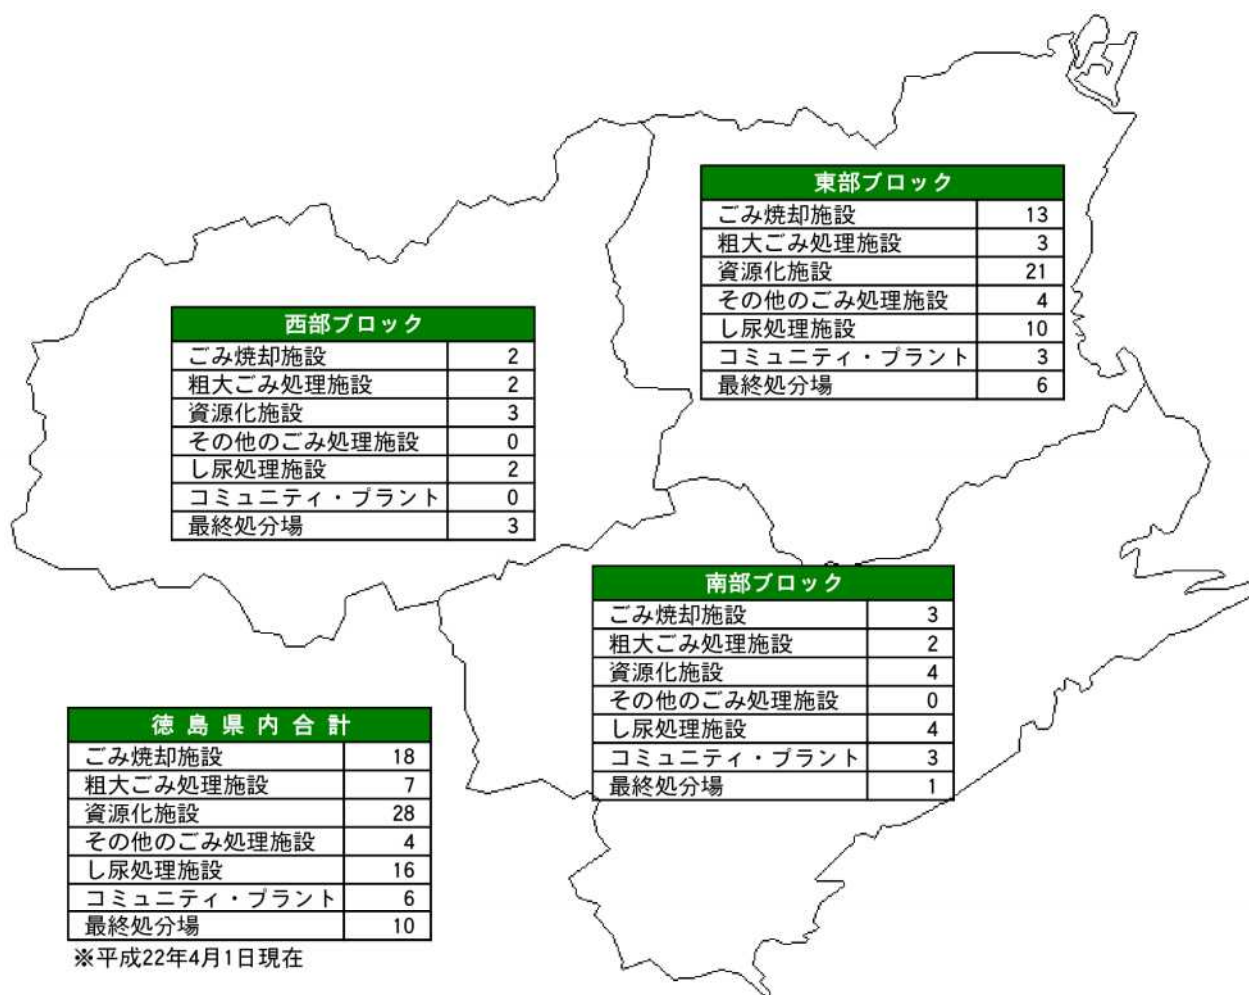 東部ブロック
ごみ焼却施設 13
粗大ごみ処理施設 3
資源化施設 21
その他のごみ処理施設 4
し尿処理施設 10
コミュニティ・プラント 3
最終処分場 6
西部ブロック
ごみ焼却施設 2
粗大ごみ処理施設 2
資源化施設 3
その他のごみ処理施設 0
し尿処理施設 2
コミュニティ・プラント 0
最終処分場 3
南部ブロック
ごみ焼却施設 3
粗大ごみ処理施設 2
資源化施設 4
その他のごみ処理施設 0
し尿処理施設 4
コミュニティ・プラント 3
最終処分場 1
徳島県内合計
ごみ焼却施設 18
粗大ごみ処理施設 7
資源化施設 28
その他のごみ処理施設 4
し尿処理施設 16
コミュニティ・プラント 6
最終処分場 10
※平成22年4月1日現在